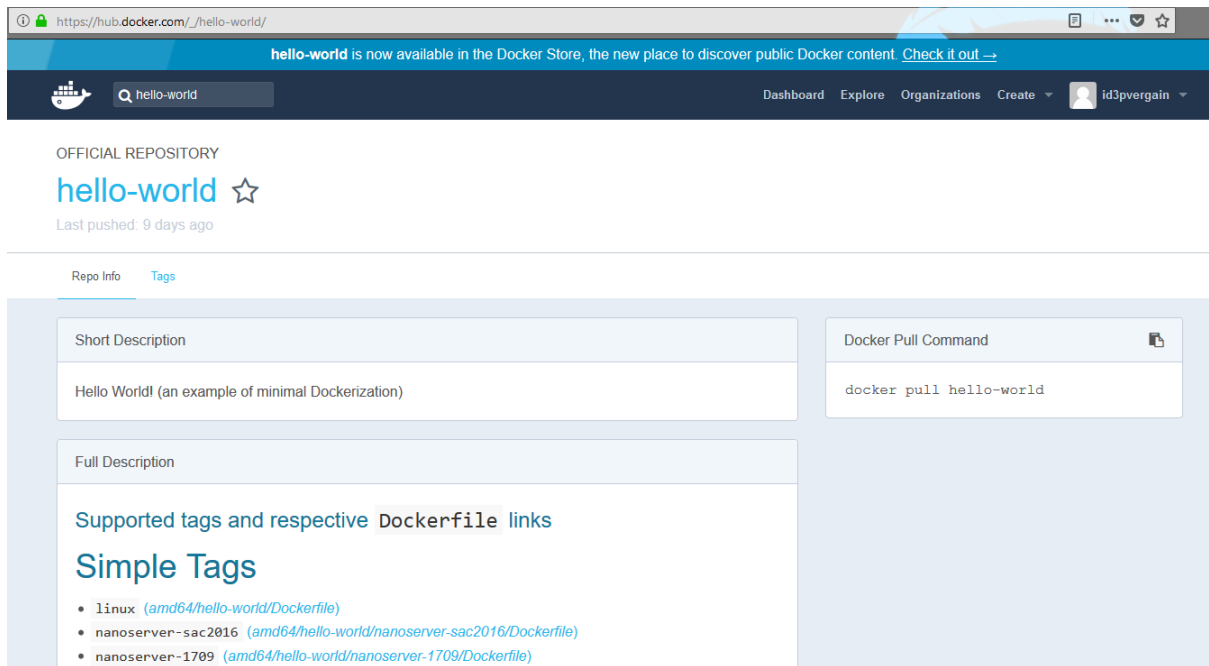 https://hub.docker.com/_/hello-world/
hello-world is now available in the Docker Store, the new place to discover public Docker content. Check it out →
hello-world
Dashboard Explore Organizations Create id3pvergain
OFFICIAL REPOSITORY
hello-world
Last pushed: 9 days ago
Repo Info Tags
Short Description
Docker Pull Command
Hello World! (an example of minimal Dockerization)
docker pull hello-world
Full Description
Supported tags and respective Dockerfile links
Simple Tags
• linux (amd64/hello-world/Dockerfile)
• nanoserver-sac2016 (amd64/hello-world/nanoserver-sac2016/Dockerfile)
• nanoserver-1709 (amd64/hello-world/nanoserver-1709/Dockerfile)